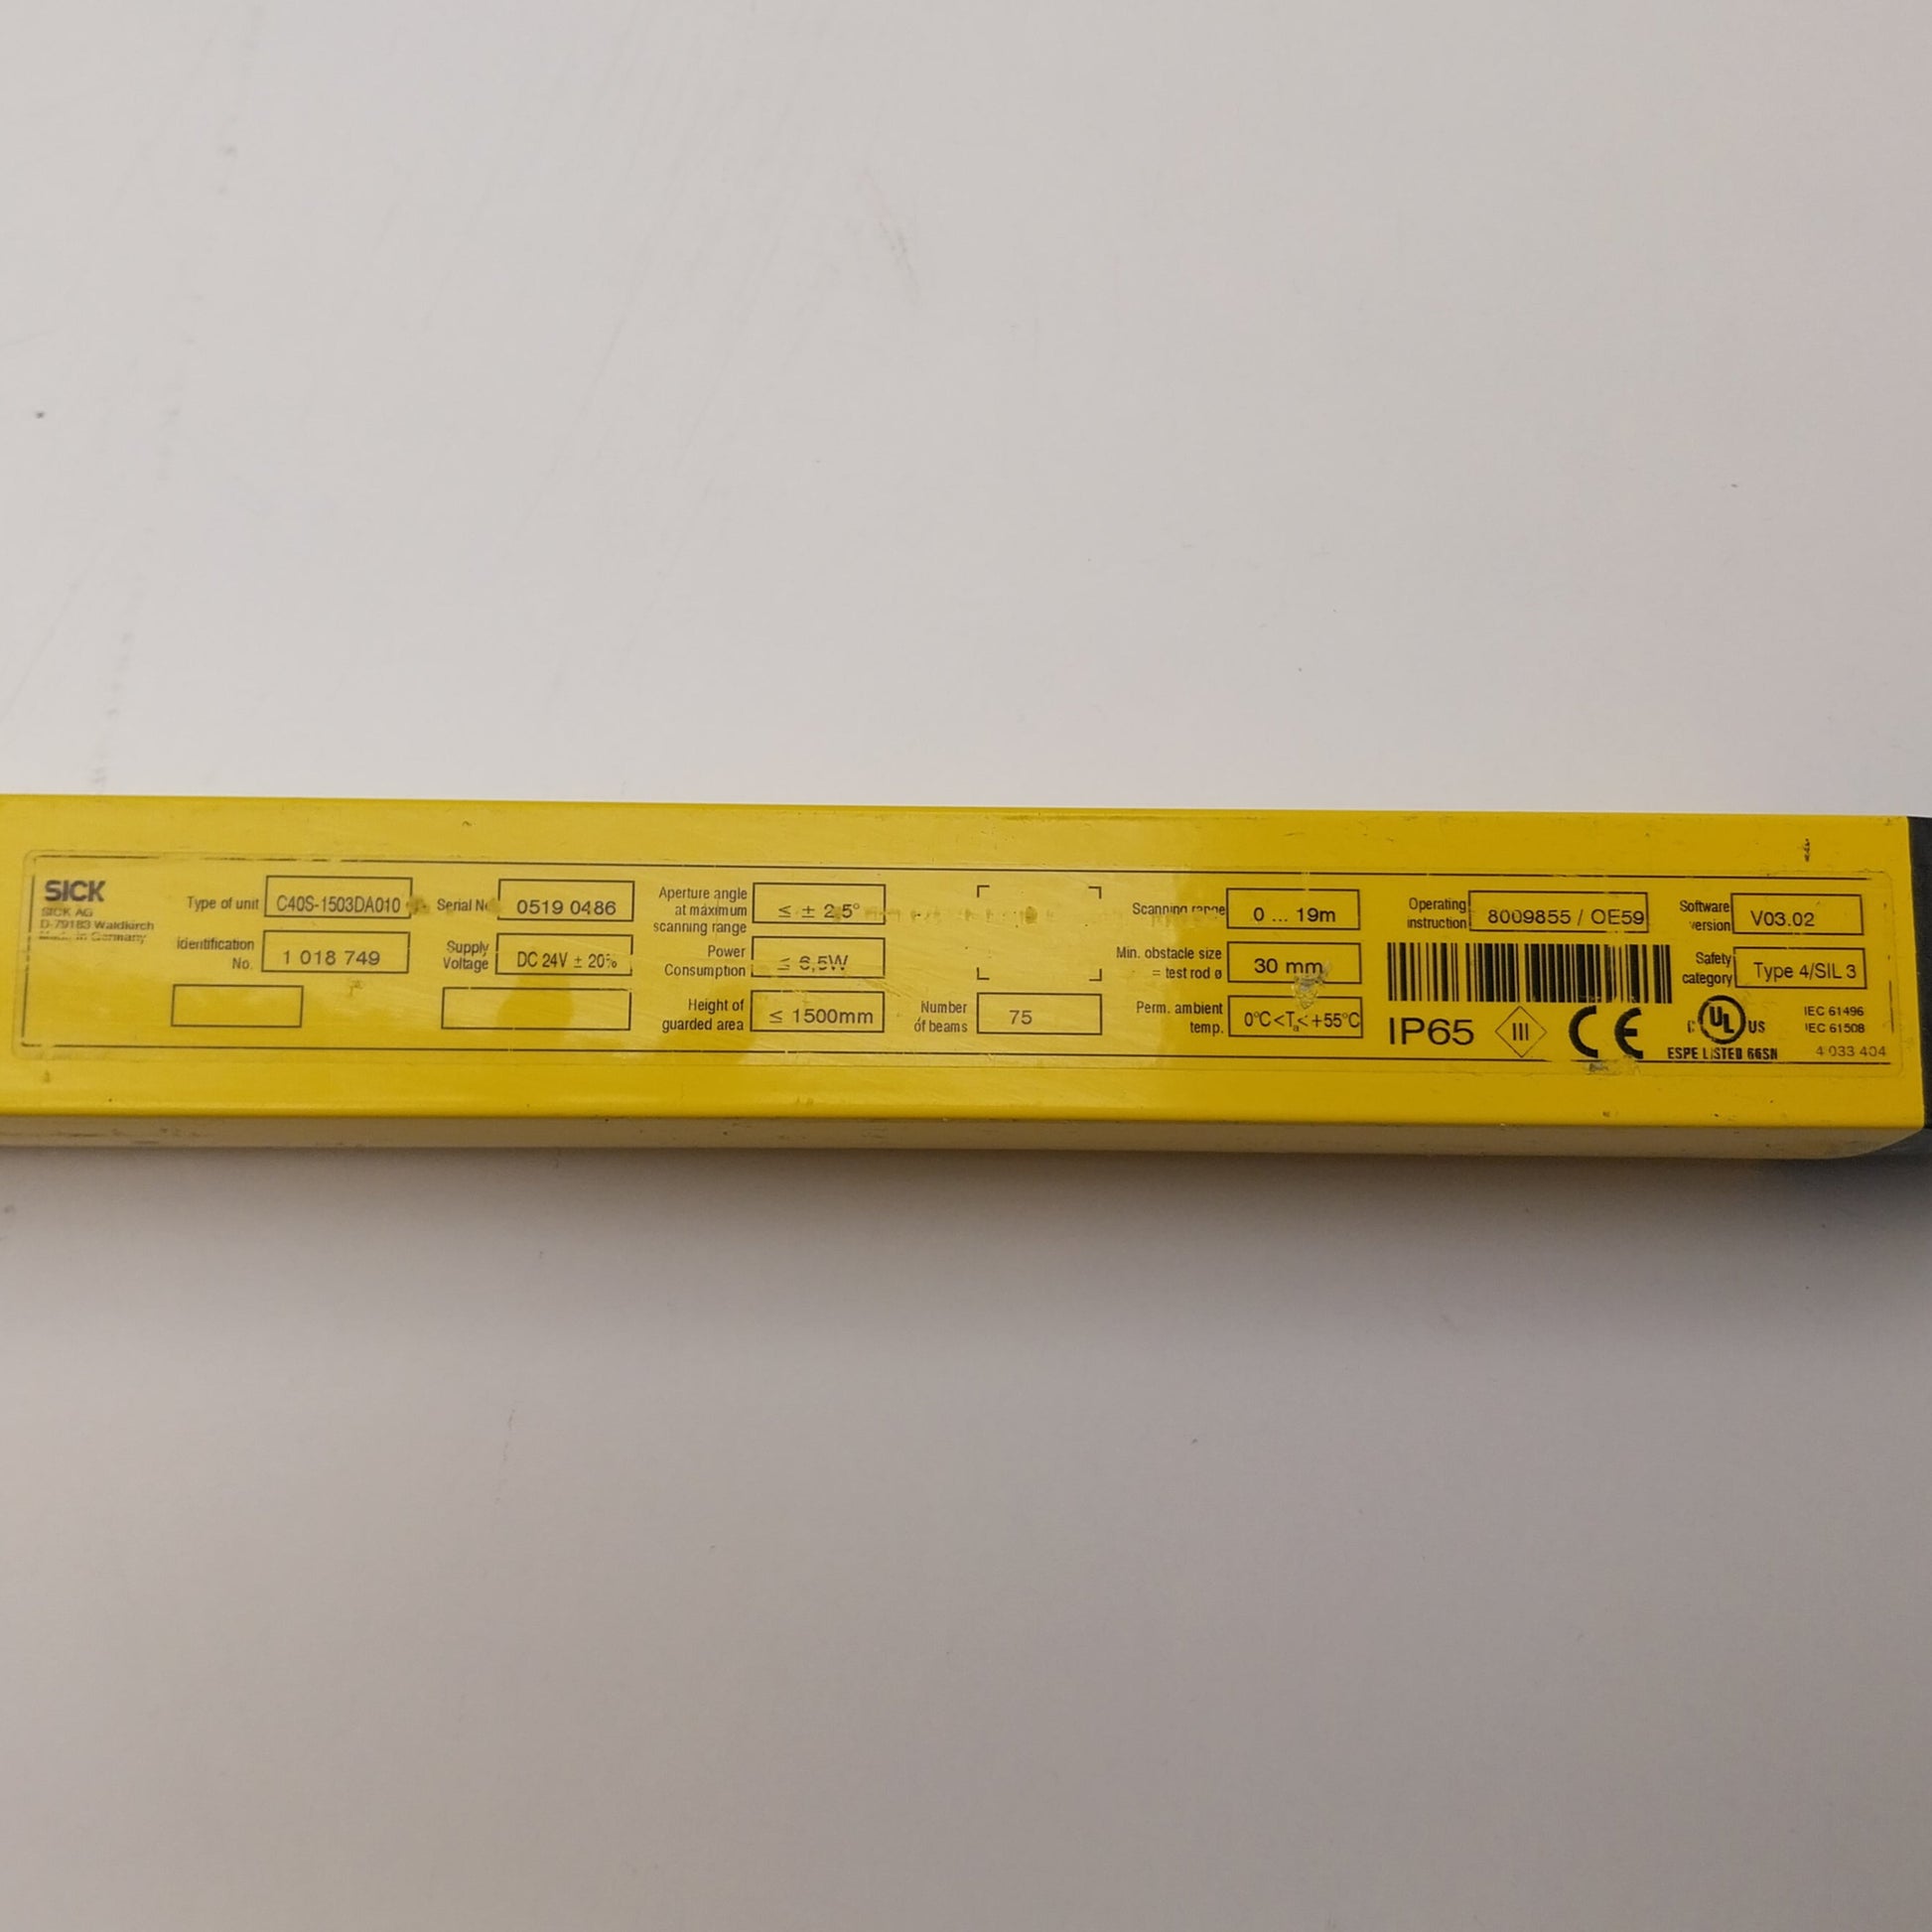 SICK
SICK AG
D-79183 Waldkirch
Made in Germany
Type of unit C40S-1503DA010
Identification No. 1 018 749
Serial 0519 0486
Supply Voltage DC 24V ± 20%
Aperture angle at maximum scanning range ≤ ± 2,5°
Power Consumption ≤ 6,5W
Height of guarded area ≤ 1500mm
Number of beams 75
Scanning range 0 ... 19m
Min. obstacle size = test rod ø 30 mm
Perm. ambient temp. 0°C<Ta<+55°C
Operating instruction 8009855 / OE59
IP65
III
CE
Software version V03.02
Safety category Type 4/SIL 3
C UL US
ESPE LISTED 66SN
IEC 61496
IEC 61508
4 033 404